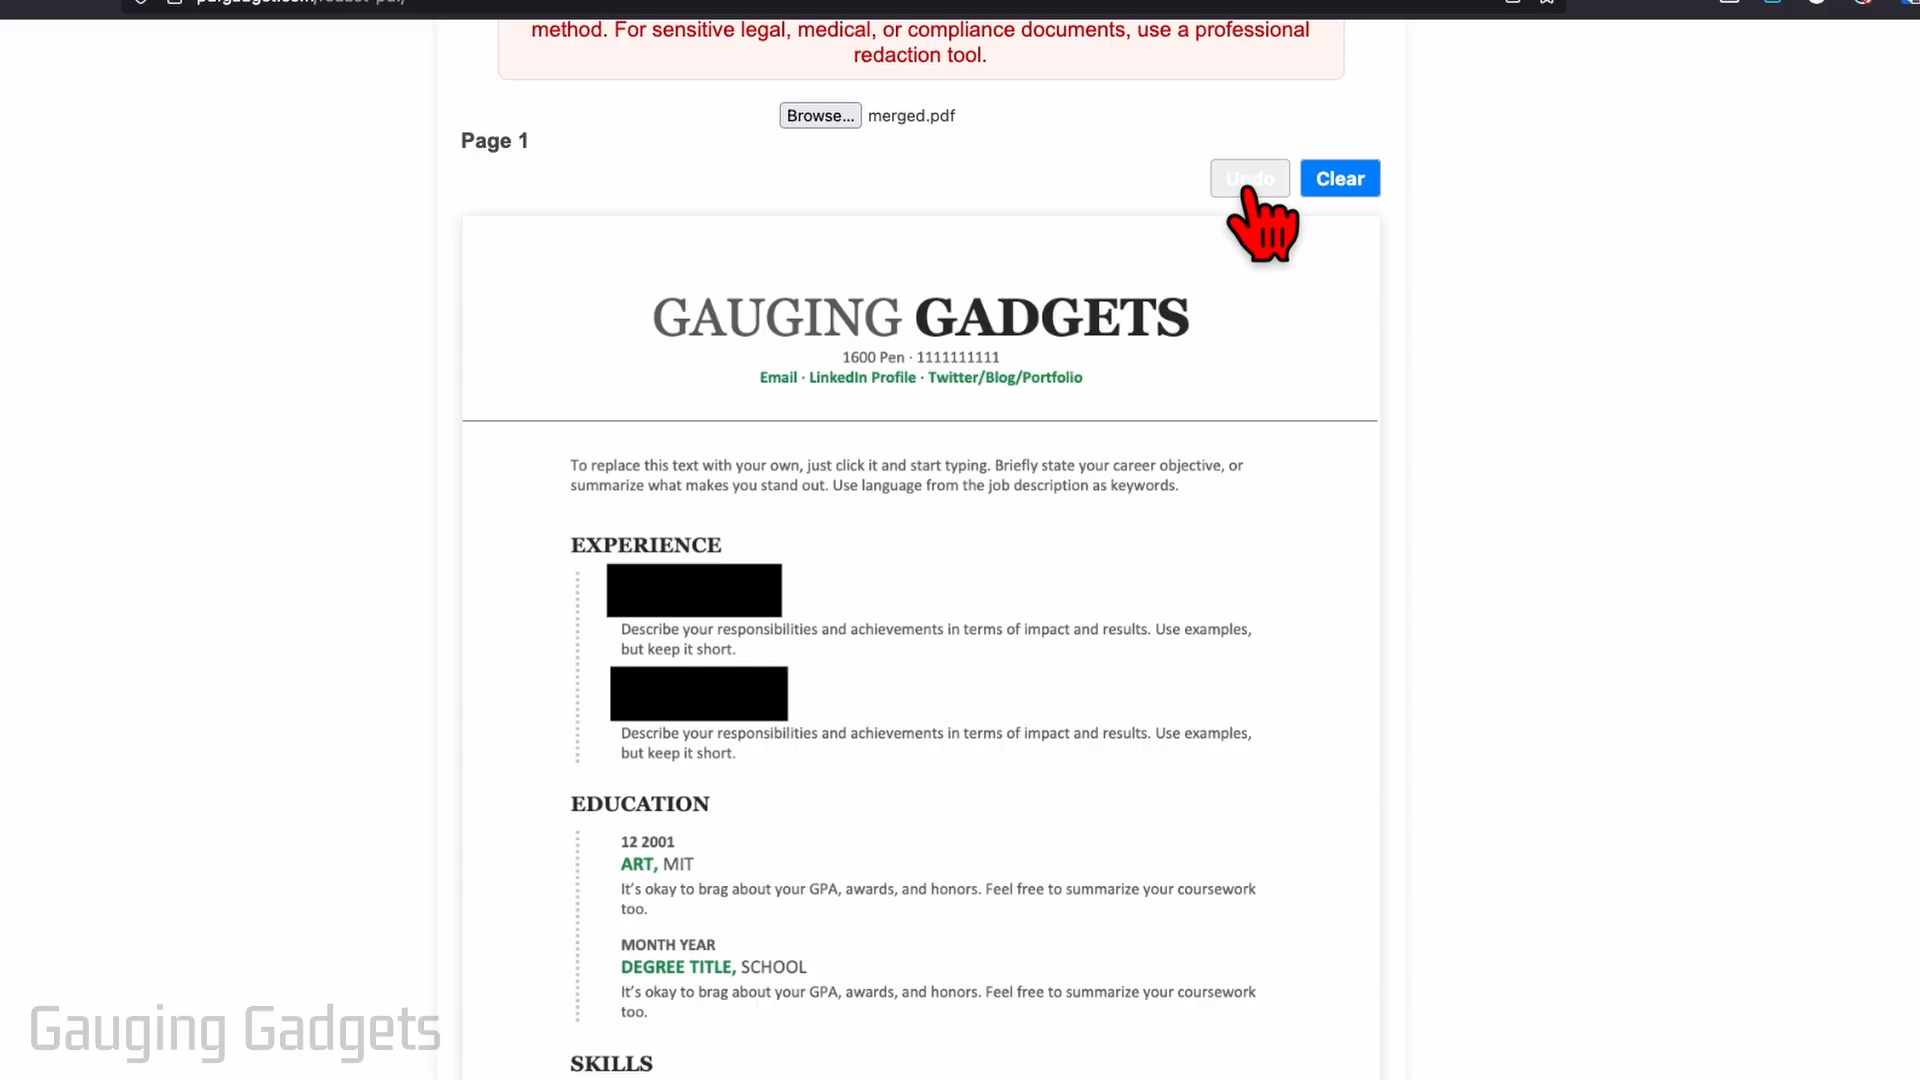 method. For sensitive legal, medical, or compliance documents, use a professional
redaction tool.
Browse... merged.pdf
Page 1
Undo Clear
GAUGING GADGETS
1600 Pen · 1111111111
Email · LinkedIn Profile · Twitter/Blog/Portfolio
To replace this text with your own, just click it and start typing. Briefly state your career objective, or
summarize what makes you stand out. Use language from the job description as keywords.
EXPERIENCE
Describe your responsibilities and achievements in terms of impact and results. Use examples,
but keep it short.
Describe your responsibilities and achievements in terms of impact and results. Use examples,
but keep it short.
EDUCATION
12 2001
ART, MIT
It's okay to brag about your GPA, awards, and honors. Feel free to summarize your coursework
too.
MONTH YEAR
DEGREE TITLE, SCHOOL
It's okay to brag about your GPA, awards, and honors. Feel free to summarize your coursework
too.
SKILLS
Gauging Gadgets